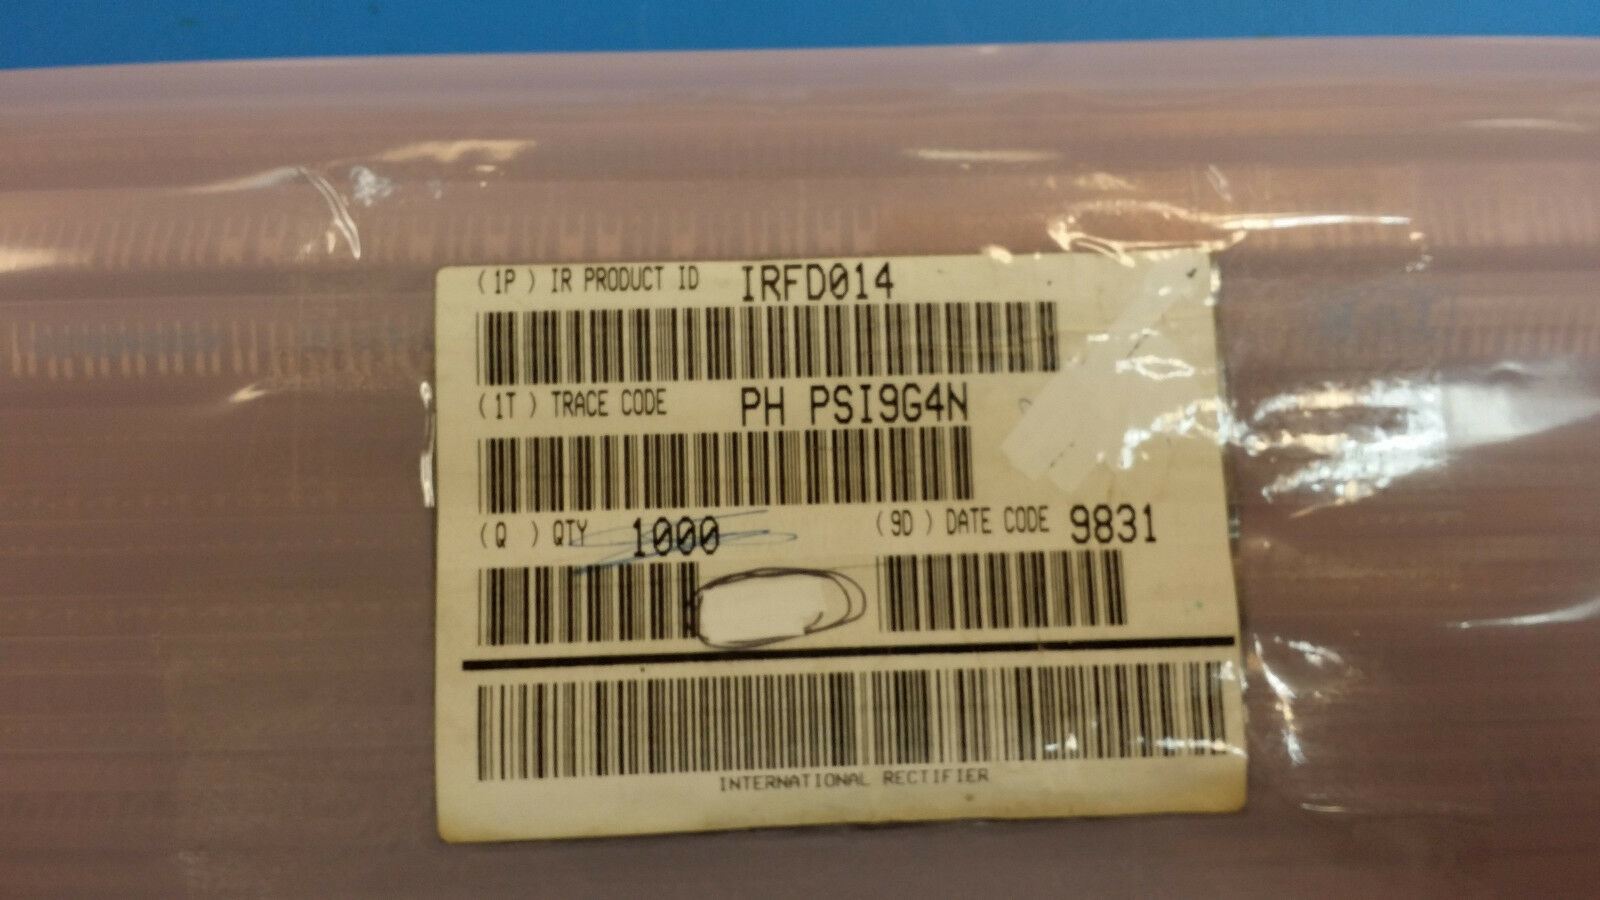 (1P) IR PRODUCT ID IRFD014
(1T) TRACE CODE PH PSI9G4N
(Q) QTY 1000 (9D) DATE CODE 9831
INTERNATIONAL RECTIFIER